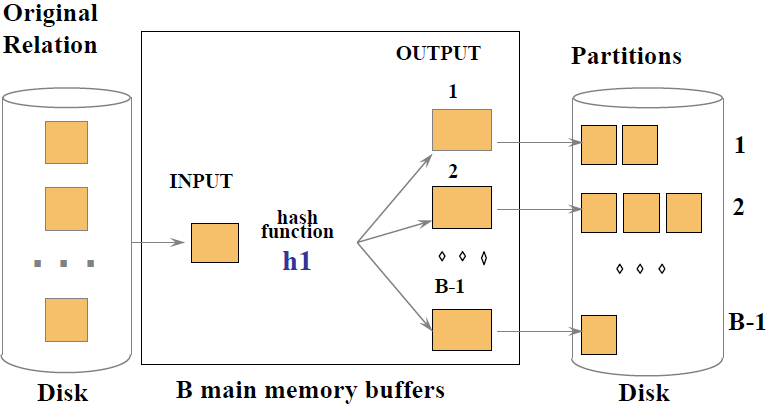 Original
Relation
OUTPUT
Partitions
1
INPUT
2
hash
function
h1
. . .
B-1
1
2
B-1
Disk
B main memory buffers
Disk